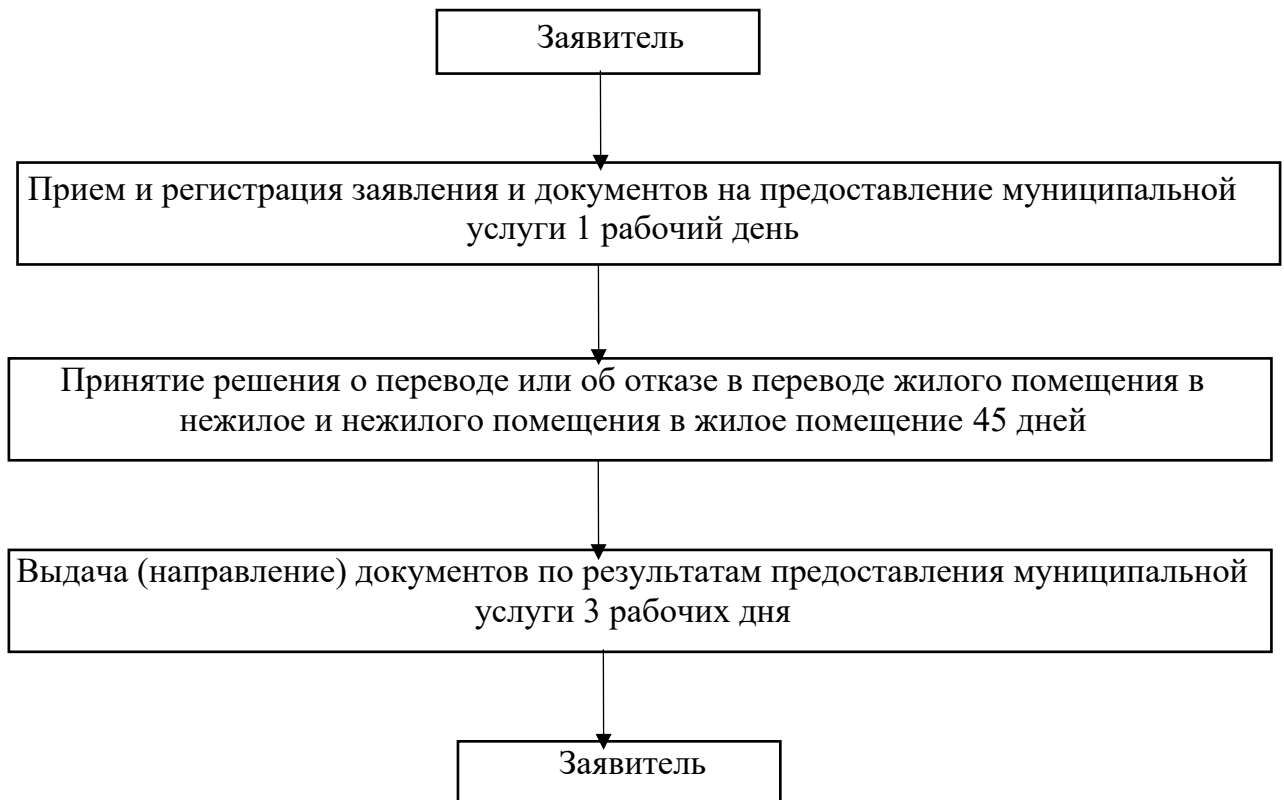 Заявитель
Прием и регистрация заявления и документов на предоставление муниципальной
услуги 1 рабочий день
Принятие решения о переводе или об отказе в переводе жилого помещения в
нежилое и нежилого помещения в жилое помещение 45 дней
Выдача (направление) документов по результатам предоставления муниципальной
услуги 3 рабочих дня
Заявитель